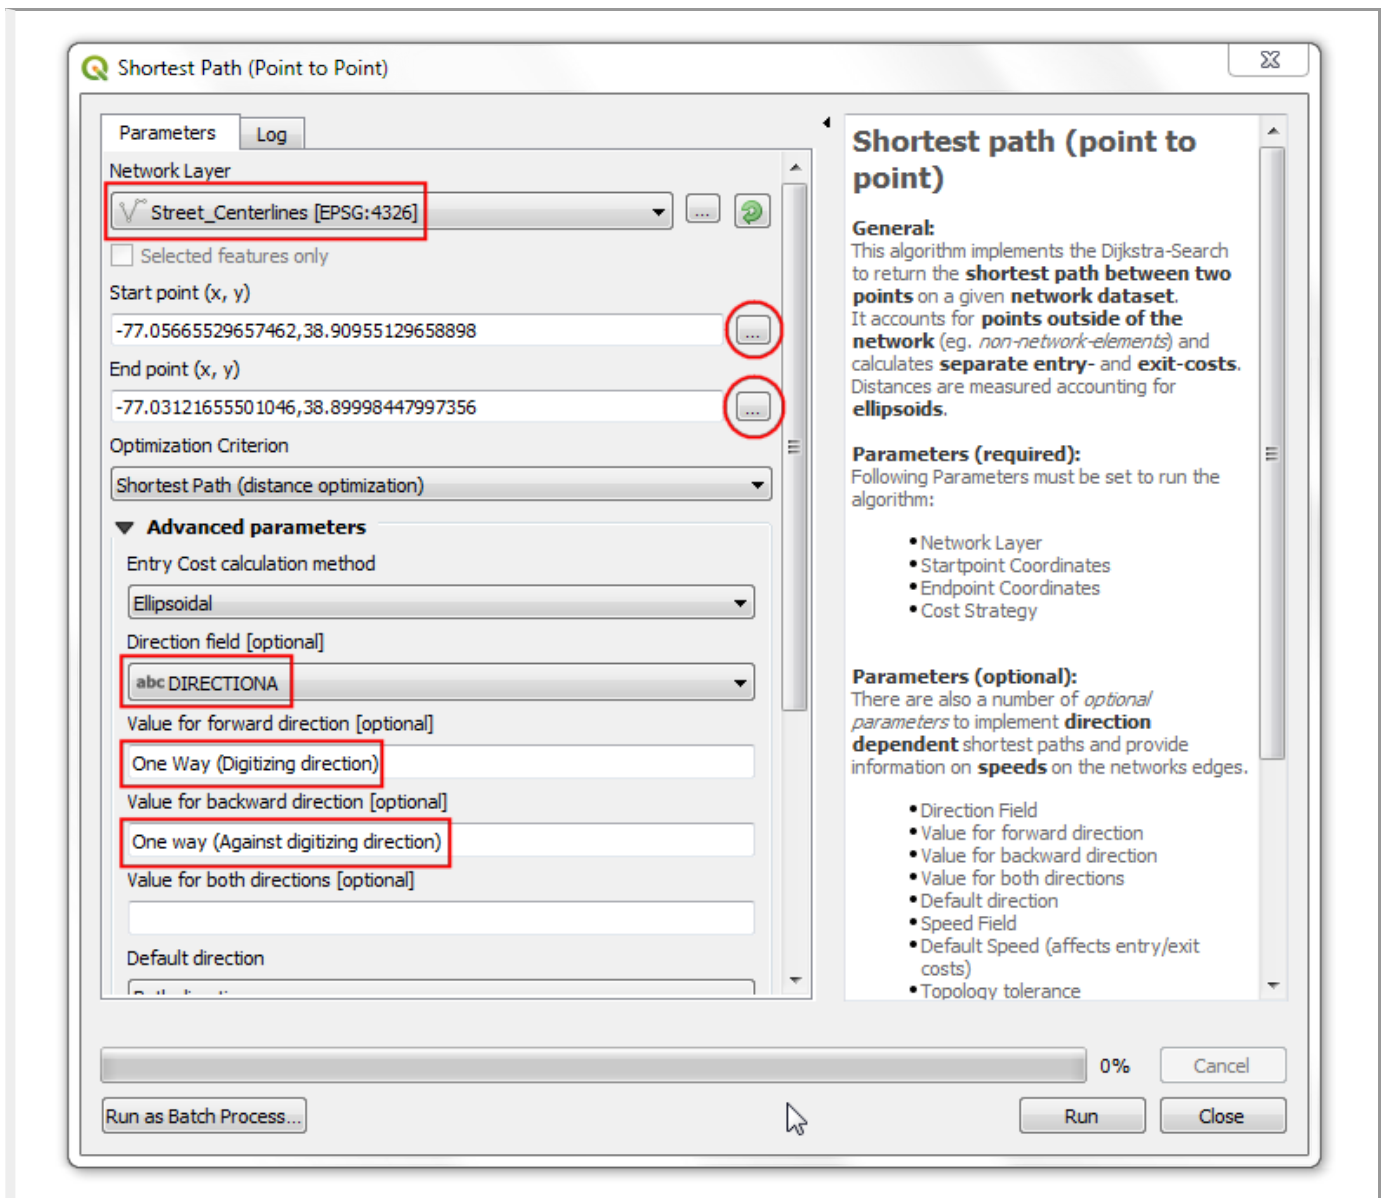 Shortest Path (Point to Point)
Parameters
Log
Network Layer
Street_Centerlines [EPSG:4326]
...
Selected features only
Start point (x, y)
-77.05665529657462,38.90955129658898
...
End point (x, y)
-77.03121655501046,38.89998447997356
...
Optimization Criterion
Shortest Path (distance optimization)
Advanced parameters
Entry Cost calculation method
Ellipsoidal
Direction field [optional]
abc DIRECTIONA
Value for forward direction [optional]
One Way (Digitizing direction)
Value for backward direction [optional]
One way (Against digitizing direction)
Value for both directions [optional]
Default direction
Shortest path (point to
point)
General:
This algorithm implements the Dijkstra-Search
to return the shortest path between two
points on a given network dataset.
It accounts for points outside of the
network (eg. non-network-elements) and
calculates separate entry- and exit-costs.
Distances are measured accounting for
ellipsoids.
Parameters (required):
Following Parameters must be set to run the
algorithm:
• Network Layer
• Startpoint Coordinates
• Endpoint Coordinates
• Cost Strategy
Parameters (optional):
There are also a number of optional
parameters to implement direction
dependent shortest paths and provide
information on speeds on the networks edges.
• Direction Field
• Value for forward direction
• Value for backward direction
• Value for both directions
• Default direction
• Speed Field
• Default Speed (affects entry/exit
costs)
• Topology tolerance
0%
Cancel
Run as Batch Process...
Run
Close